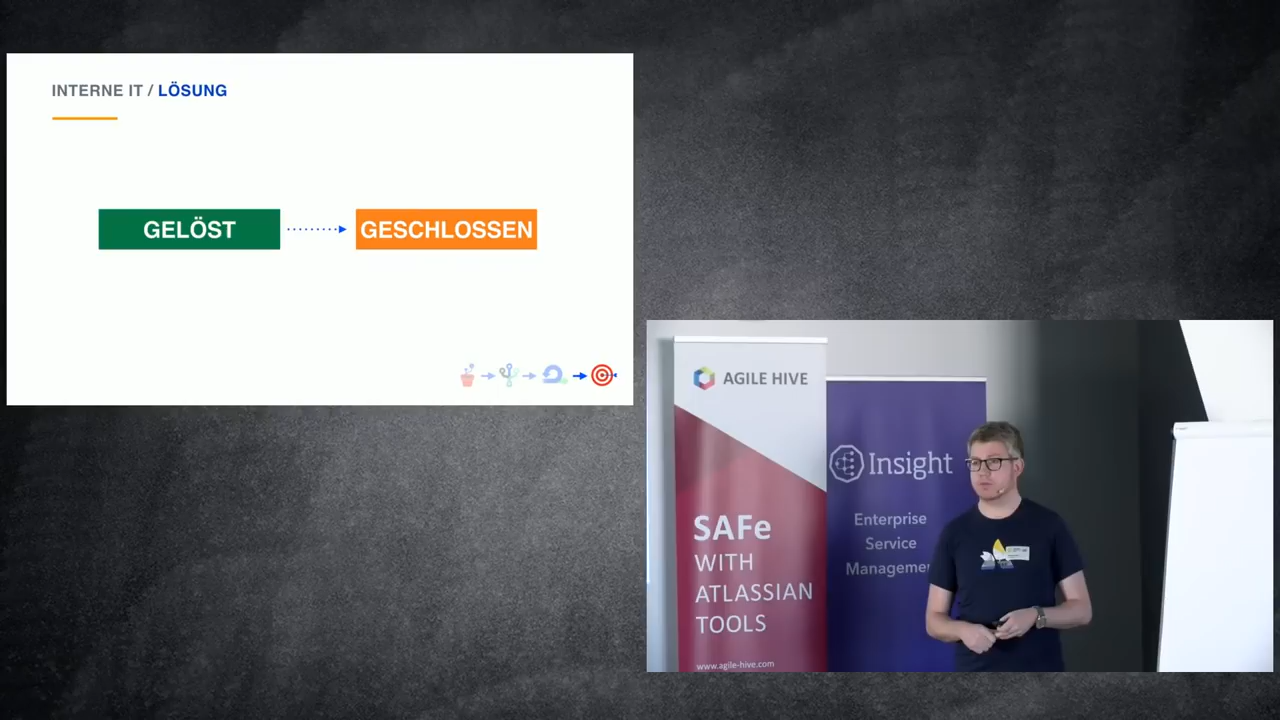 INTERNE IT / LÖSUNG
GELÖST
GESCHLOSSEN
AGILE HIVE
SAFe
WITH
ATLASSIAN
TOOLS
www.agile-hive.com
Insight
Enterprise
Service
Managemen